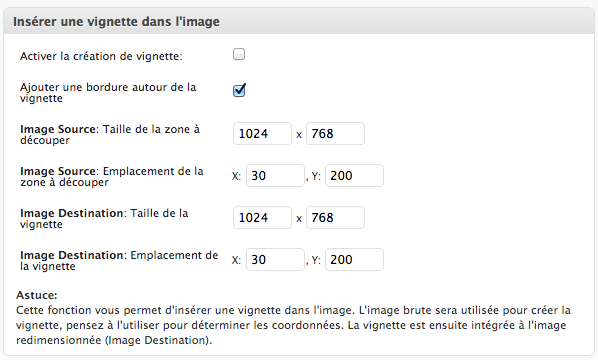 Insérer une vignette dans l'image
Activer la création de vignette:
Ajouter une bordure autour de la
vignette
Image Source: Taille de la zone à
découper
1024 x 768
Image Source: Emplacement de la
zone à découper
X: 30 , Y: 200
Image Destination: Taille de la
vignette
1024 x 768
Image Destination: Emplacement de
la vignette
X: 30 , Y: 200
Astuce:
Cette fonction vous permet d'insérer une vignette dans l'image. L'image brute sera utilisée pour créer la
vignette, pensez à l'utiliser pour déterminer les coordonnées. La vignette est ensuite intégrée à l'image
redimensionnée (Image Destination).